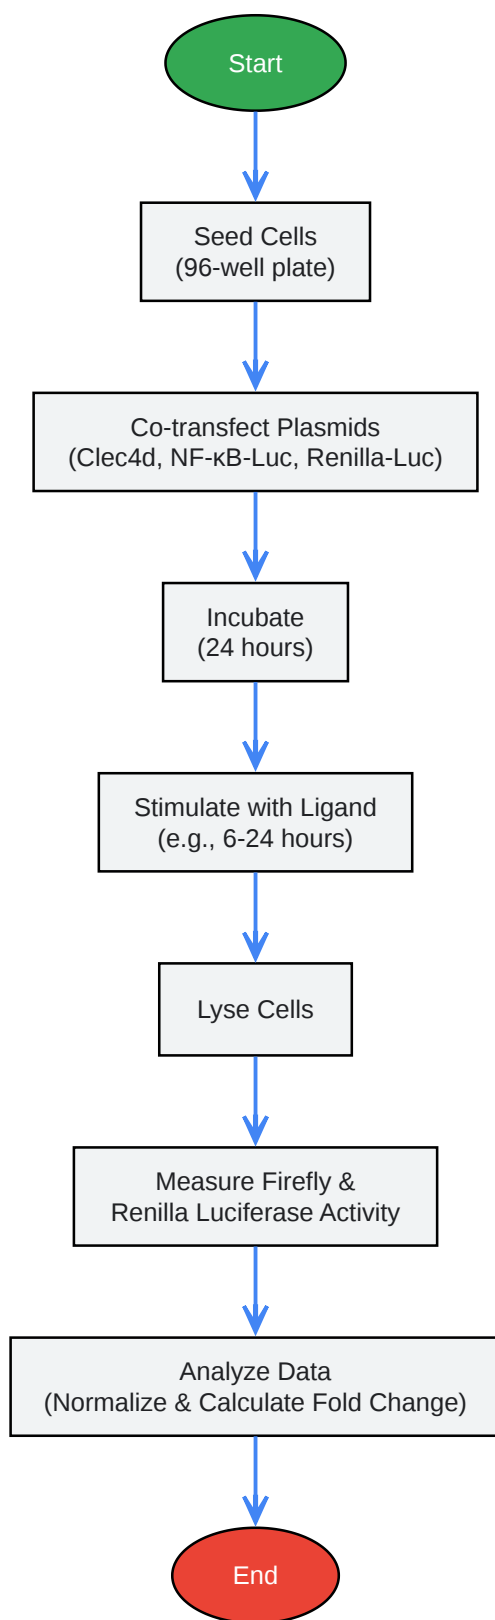 Start
Seed Cells
(96-well plate)
Co-transfect Plasmids
(Clec4d, NF-κB-Luc, Renilla-Luc)
Incubate
(24 hours)
Stimulate with Ligand
(e.g., 6-24 hours)
Lyse Cells
Measure Firefly &
Renilla Luciferase Activity
Analyze Data
(Normalize & Calculate Fold Change)
End